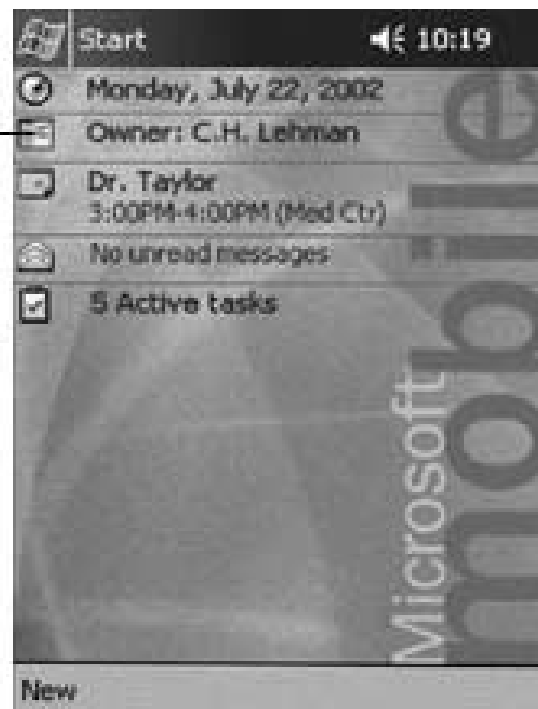 Start 10:19
Monday, July 22, 2002
Owner: C.H. Lehman
Dr. Taylor
3:00PM-4:00PM (Med Ctr)
No unread messages
5 Active tasks
Microsoft
mobile
New